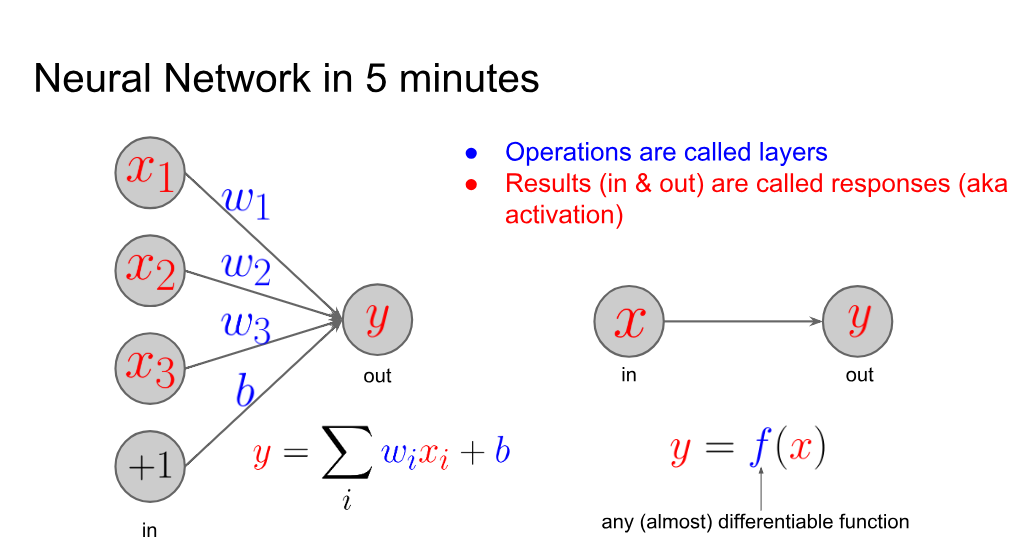 Neural Network in 5 minutes
x₁
w₁
x₂
w₂
x₃
w₃
b
+1
in
y
out
y = ∑ᵢ wᵢxᵢ + b
● Operations are called layers
● Results (in & out) are called responses (aka
activation)
x
in
y
out
y = f(x)
any (almost) differentiable function